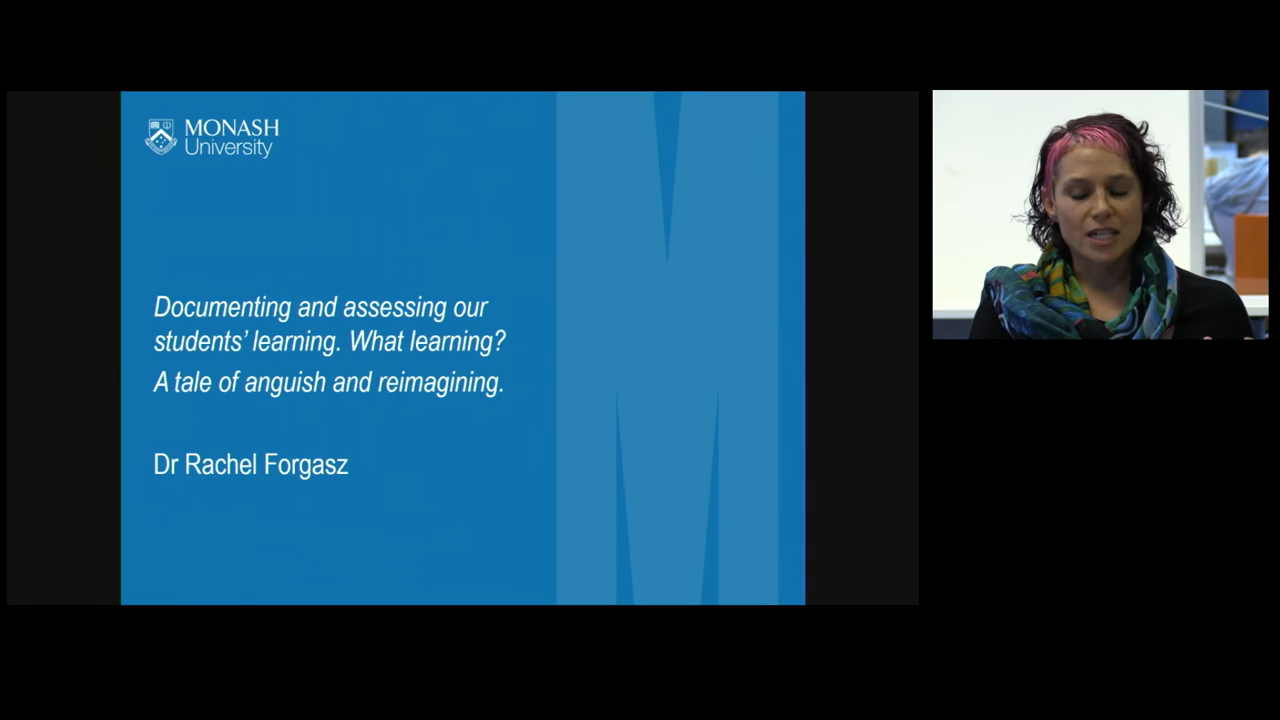 MONASH
University
Documenting and assessing our
students’ learning. What learning?
A tale of anguish and reimagining.
Dr Rachel Forgasz